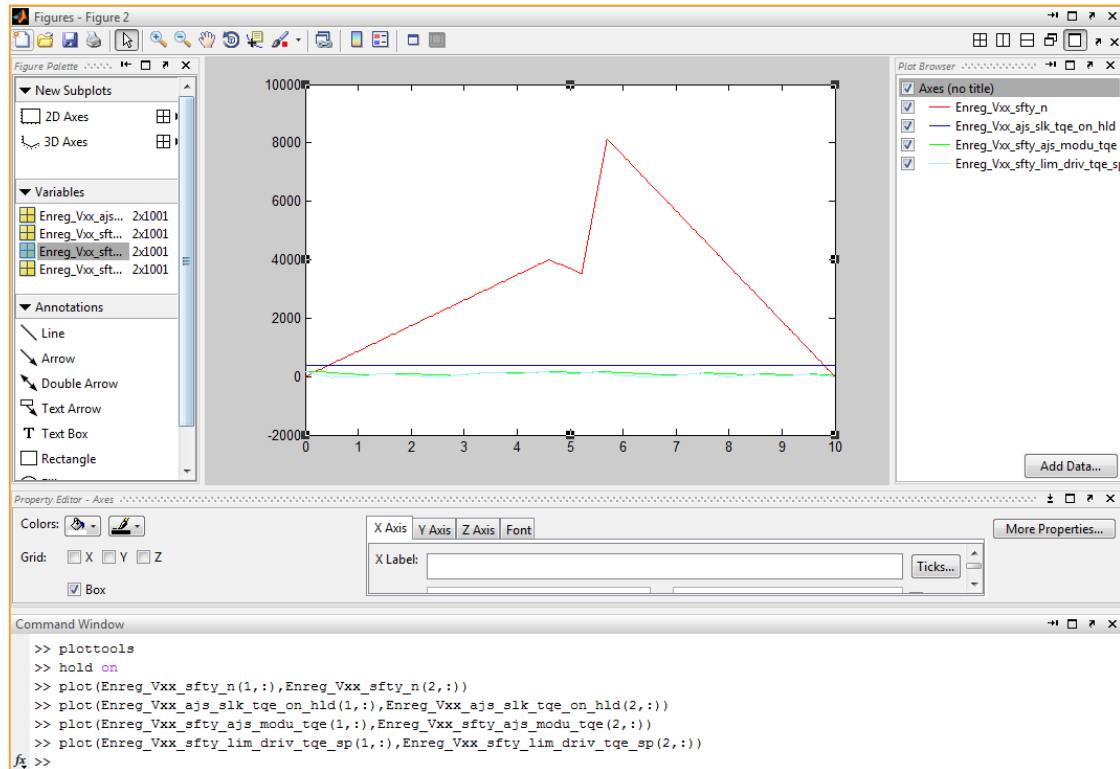 Figures - Figure 2
Figure Palette
New Subplots
2D Axes
3D Axes
Variables
Enreg_Vxx_ajs... 2x1001
Enreg_Vxx_sft... 2x1001
Enreg_Vxx_sft... 2x1001
Enreg_Vxx_sft... 2x1001
Annotations
Line
Arrow
Double Arrow
Text Arrow
T Text Box
Rectangle
10000
8000
6000
4000
2000
0
-2000
0 1 2 3 4 5 6 7 8 9 10
Plot Browser
Axes (no title)
Enreg_Vxx_sfty_n
Enreg_Vxx_ajs_slk_tqe_on_hld
Enreg_Vxx_sfty_ajs_modu_tqe
Enreg_Vxx_sfty_lim_driv_tqe_sp
Add Data...
Property Editor - Axes
Colors:
Grid: X Y Z
Box
X Axis Y Axis Z Axis Font
X Label:
Ticks...
More Properties...
Command Window
>> plottools
>> hold on
>> plot(Enreg_Vxx_sfty_n(1,:),Enreg_Vxx_sfty_n(2,:))
>> plot(Enreg_Vxx_ajs_slk_tqe_on_hld(1,:),Enreg_Vxx_ajs_slk_tqe_on_hld(2,:))
>> plot(Enreg_Vxx_sfty_ajs_modu_tqe(1,:),Enreg_Vxx_sfty_ajs_modu_tqe(2,:))
>> plot(Enreg_Vxx_sfty_lim_driv_tqe_sp(1,:),Enreg_Vxx_sfty_lim_driv_tqe_sp(2,:))
fx >>